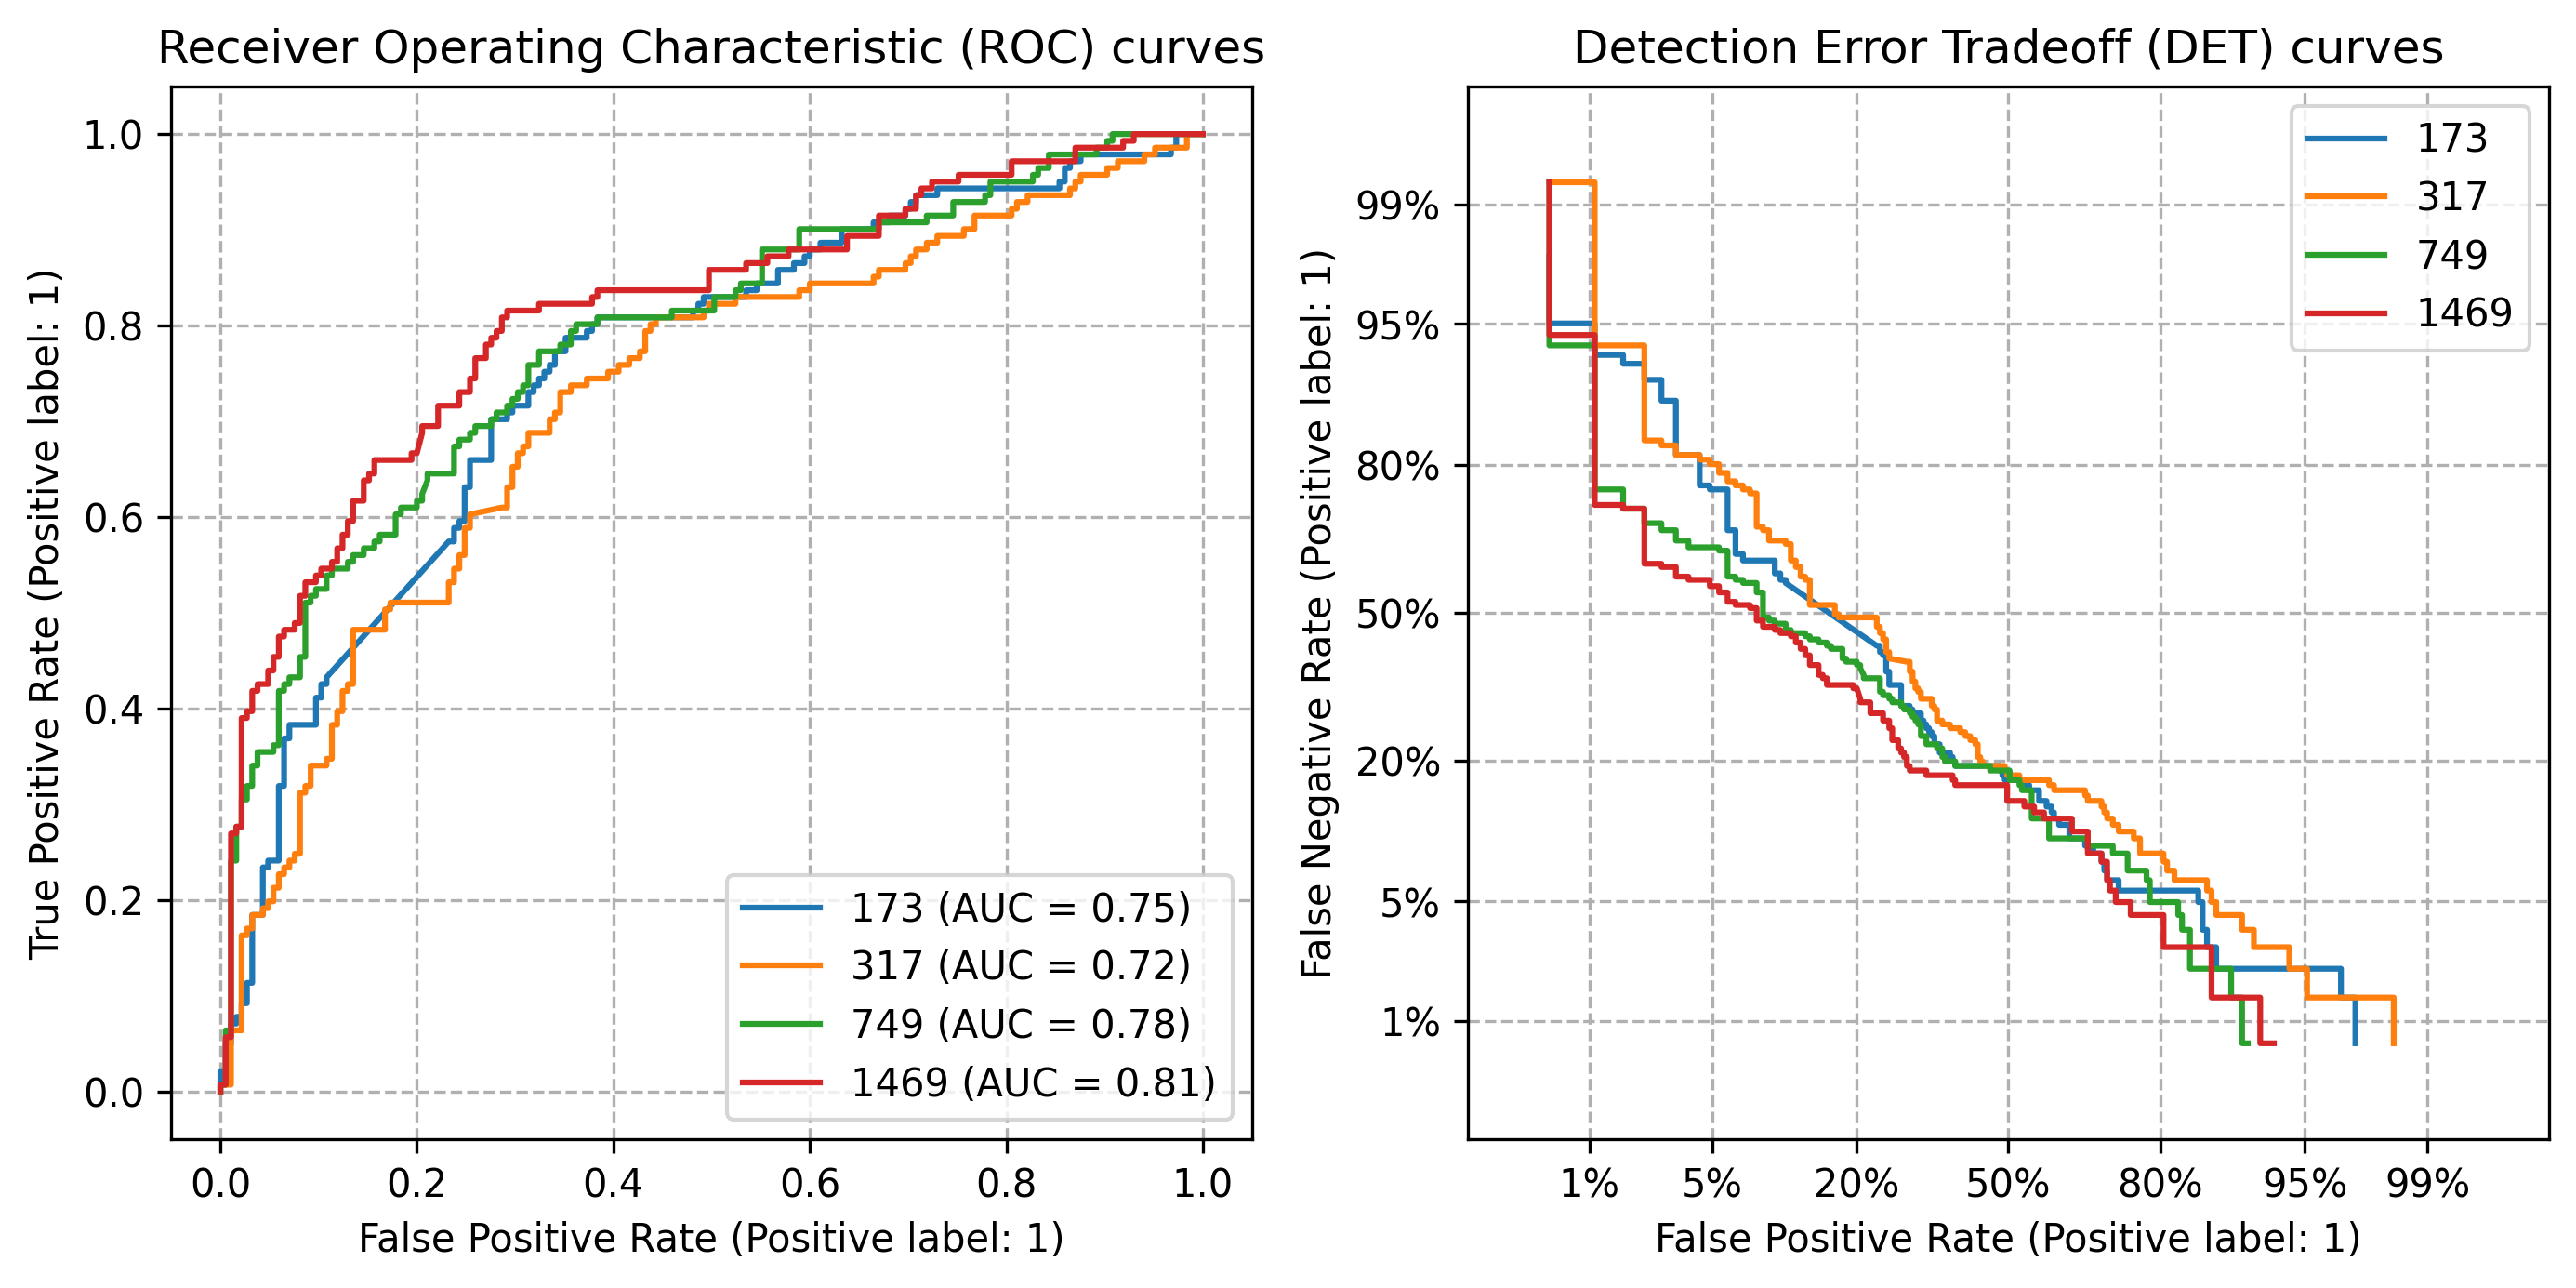 Receiver Operating Characteristic (ROC) curves
True Positive Rate (Positive label: 1)
1.0
0.8
0.6
0.4
0.2
0.0
173 (AUC = 0.75)
317 (AUC = 0.72)
749 (AUC = 0.78)
1469 (AUC = 0.81)
0.0 0.2 0.4 0.6 0.8 1.0
False Positive Rate (Positive label: 1)
Detection Error Tradeoff (DET) curves
False Negative Rate (Positive label: 1)
99%
95%
80%
50%
20%
5%
1%
173
317
749
1469
1% 5% 20% 50% 80% 95% 99%
False Positive Rate (Positive label: 1)